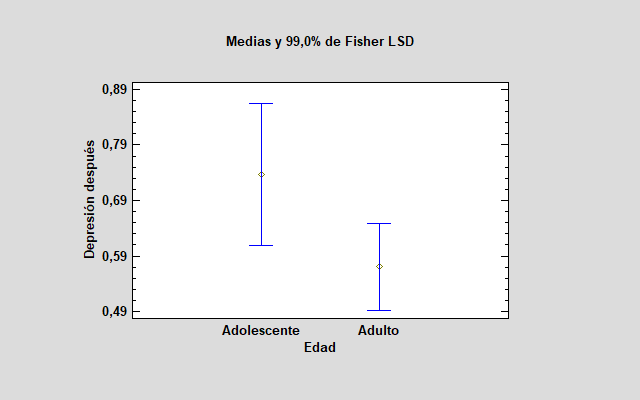 Medias y 99,0% de Fisher LSD
0,89
0,79
0,69
0,59
0,49
Depresión después
Adolescente Adulto
Edad